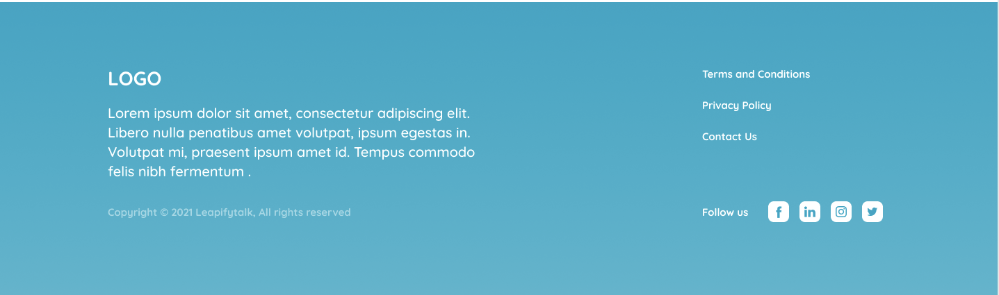 LOGO
Lorem ipsum dolor sit amet, consectetur adipiscing elit.
Libero nulla penatibus amet volutpat, ipsum egestas in.
Volutpat mi, praesent ipsum amet id. Tempus commodo
felis nibh fermentum .
Copyright © 2021 Leapifytalk, All rights reserved
Terms and Conditions
Privacy Policy
Contact Us
Follow us